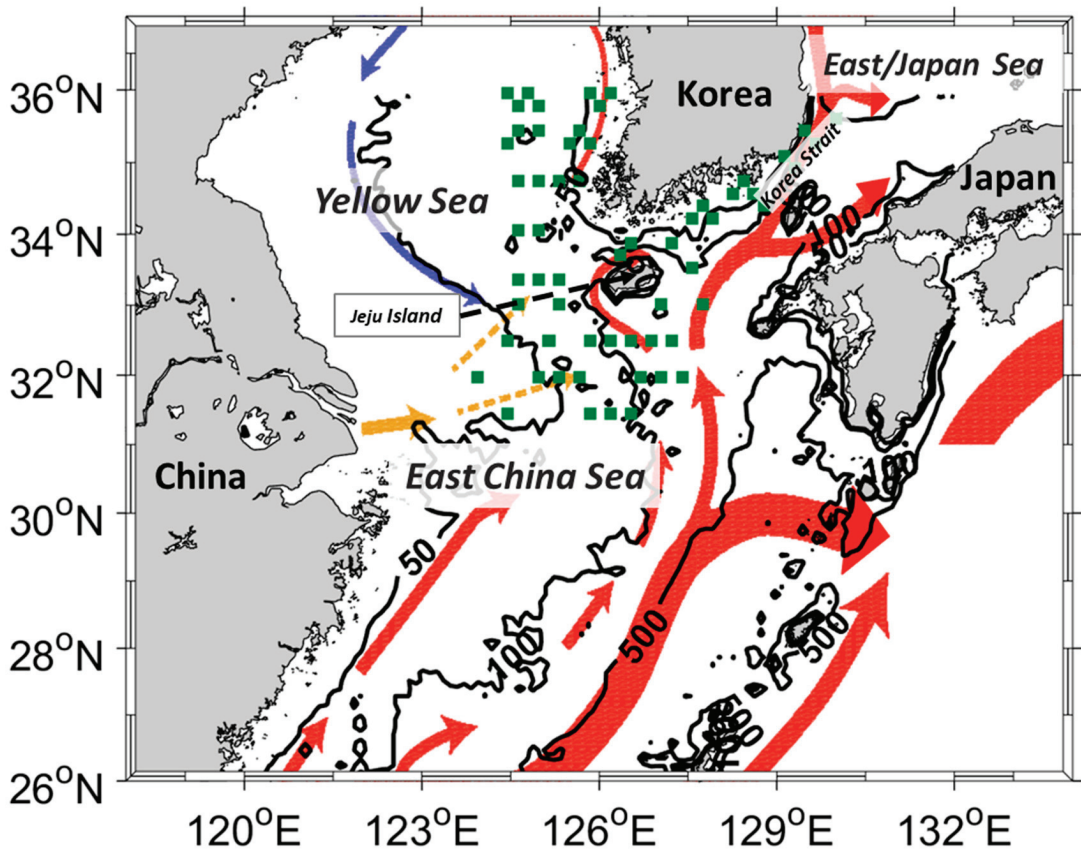 36°N
34°N
32°N
30°N
28°N
26°N
120°E
123°E
126°E
129°E
132°E
East/Japan Sea
Korea
Korea Strait
Japan
Yellow Sea
Jeju Island
China
East China Sea
50
50
50
100
100
100
500
500